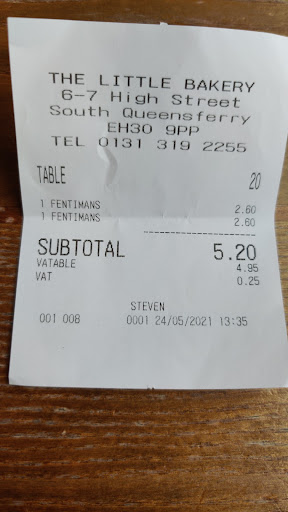 THE LITTLE BAKERY
6-7 High Street
South Queensferry
EH30 9PP
TEL 0131 319 2255
TABLE 20
1 FENTIMANS 2.60
1 FENTIMANS 2.60
SUBTOTAL 5.20
VATABLE 4.95
VAT 0.25
STEVEN
001 008 0001 24/05/2021 13:35